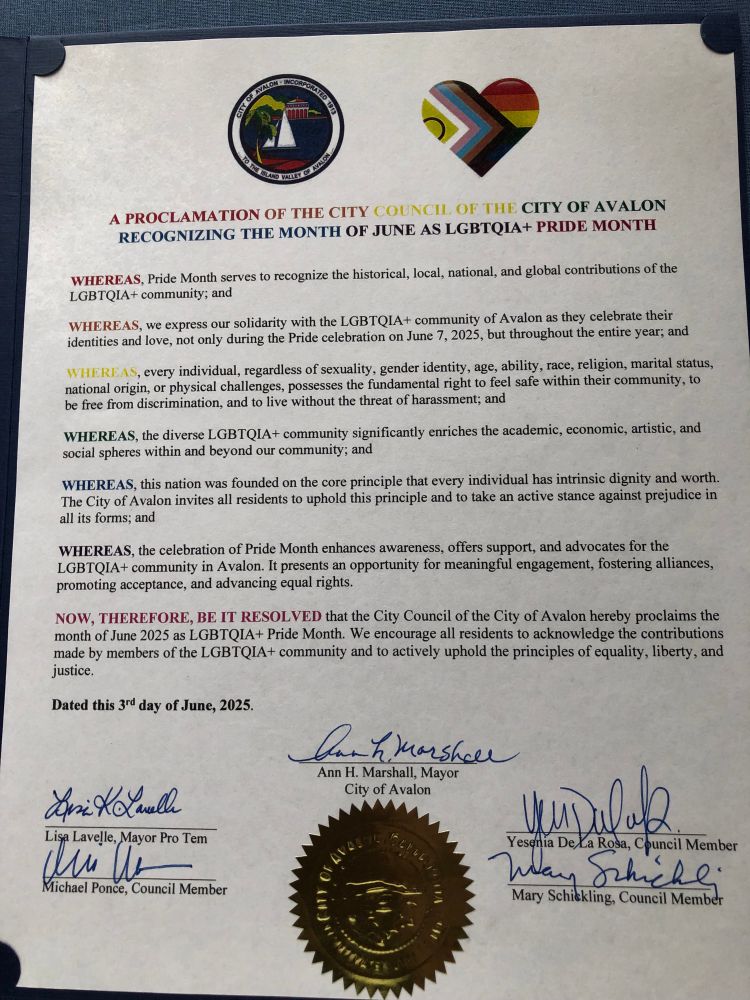 CITY OF AVALON · INCORPORATED 1913
TO THE ISLAND VALLEY OF AVALON
A PROCLAMATION OF THE CITY COUNCIL OF THE CITY OF AVALON
RECOGNIZING THE MONTH OF JUNE AS LGBTQIA+ PRIDE MONTH
WHEREAS, Pride Month serves to recognize the historical, local, national, and global contributions of the
LGBTQIA+ community; and
WHEREAS, we express our solidarity with the LGBTQIA+ community of Avalon as they celebrate their
identities and love, not only during the Pride celebration on June 7, 2025, but throughout the entire year; and
WHEREAS, every individual, regardless of sexuality, gender identity, age, ability, race, religion, marital status,
national origin, or physical challenges, possesses the fundamental right to feel safe within their community, to
be free from discrimination, and to live without the threat of harassment; and
WHEREAS, the diverse LGBTQIA+ community significantly enriches the academic, economic, artistic, and
social spheres within and beyond our community; and
WHEREAS, this nation was founded on the core principle that every individual has intrinsic dignity and worth.
The City of Avalon invites all residents to uphold this principle and to take an active stance against prejudice in
all its forms; and
WHEREAS, the celebration of Pride Month enhances awareness, offers support, and advocates for the
LGBTQIA+ community in Avalon. It presents an opportunity for meaningful engagement, fostering alliances,
promoting acceptance, and advancing equal rights.
NOW, THEREFORE, BE IT RESOLVED that the City Council of the City of Avalon hereby proclaims the
month of June 2025 as LGBTQIA+ Pride Month. We encourage all residents to acknowledge the contributions
made by members of the LGBTQIA+ community and to actively uphold the principles of equality, liberty, and
justice.
Dated this 3rd day of June, 2025.
Ann H. Marshall
Ann H. Marshall, Mayor
City of Avalon
Lisa K. Lavelle
Lisa Lavelle, Mayor Pro Tem
Yesenia De La Rosa, Council Member
Michael Ponce, Council Member
Mary Schickling
Mary Schickling, Council Member
CITY OF AVALON